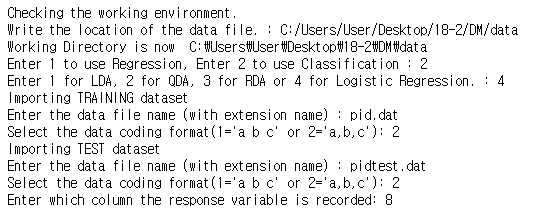 Checking the working environment.
Write the location of the data file. : C:/Users/User/Desktop/18-2/DM/data
Working Directory is now  C:₩Users₩User₩Desktop₩18-2₩DM₩data
Enter 1 to use Regression, Enter 2 to use Classification : 2
Enter 1 for LDA, 2 for QDA, 3 for RDA or 4 for Logistic Regression. : 4
Importing TRAINING dataset
Enter the data file name (with extension name) : pid.dat
Select the data coding format(1='a b c' or 2='a,b,c'): 2
Importing TEST dataset
Enter the data file name (with extension name) : pidtest.dat
Select the data coding format(1='a b c' or 2='a,b,c'): 2
Enter which column the response variable is recorded: 8